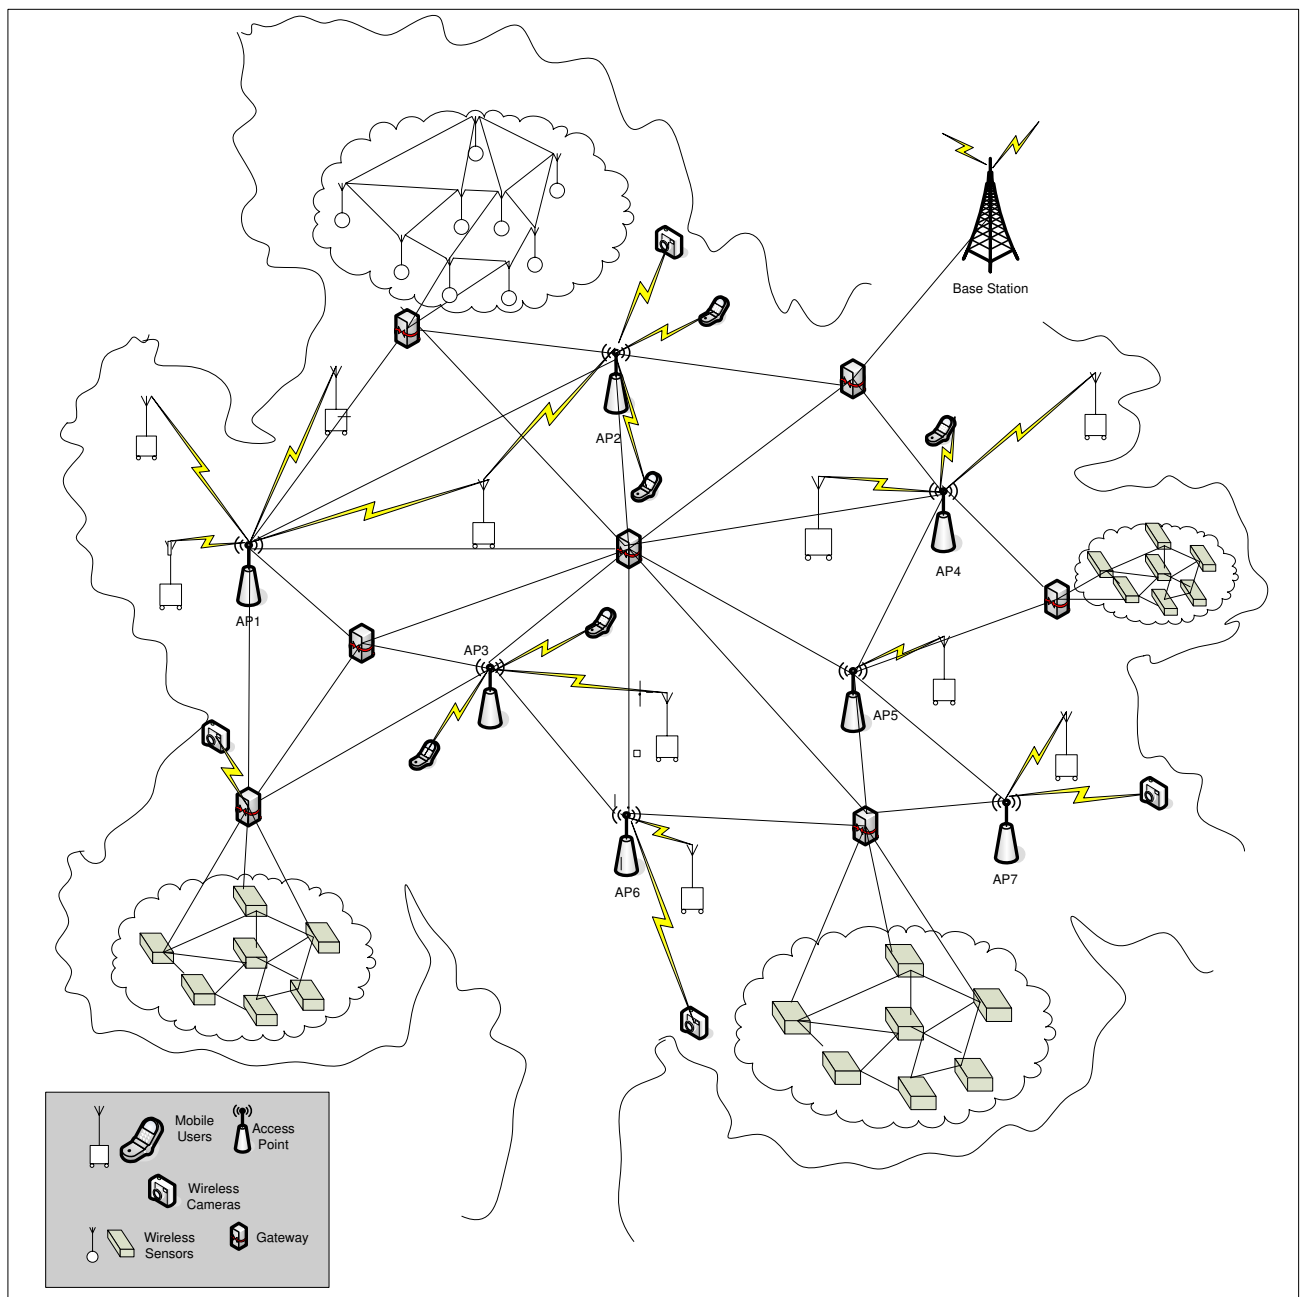 Base Station
AP2
AP4
AP1
AP3
AP5
AP6
AP7
Mobile
Users
Access
Point
Wireless
Cameras
Wireless
Sensors
Gateway